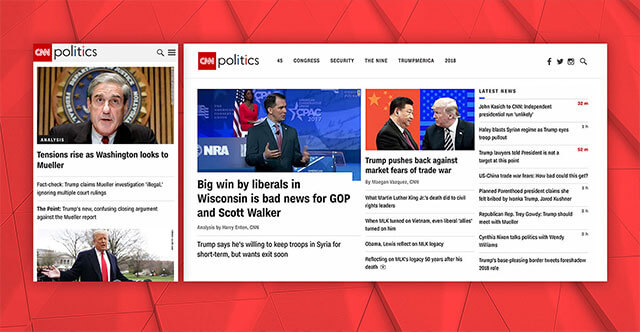 CNN politics
ANALYSIS
Tensions rise as Washington looks to
Mueller
Fact-check: Trump claims Mueller investigation 'illegal,'
ignoring multiple court rulings
The Point: Trump's new, confusing closing argument
against the Mueller report
CNN politics
45 CONGRESS SECURITY THE NINE TRUMPMERICA 2018
NRA
CPAC
2017
Big win by liberals in
Wisconsin is bad news for GOP
and Scott Walker
Analysis by Harry Enten, CNN
Trump says he's willing to keep troops in Syria for
short-term, but wants exit soon
Trump pushes back against
market fears of trade war
By Maegan Vazquez, CNN
What Martin Luther King Jr.'s death did to civil
rights leaders
When MLK turned on Vietnam, even liberal 'allies'
turned on him
Obama, Lewis reflect on MLK legacy
Reflecting on MLK's legacy 50 years after his
death
LATEST NEWS
John Kasich to CNN: Independent
presidential run 'unlikely'
32 m
Haley blasts Syrian regime as Trump eyes
troop pullout
Trump lawyers told President is not a
target at this point
52 m
US-China trade war fears: How bad could this get?
Planned Parenthood president claims she
felt bribed by Ivanka Trump, Jared Kushner
Republican Rep. Trey Gowdy: Trump should
meet with Mueller
Cynthia Nixon talks politics with Wendy
Williams
Trump's base-pleasing border tweets foreshadow
2018 role